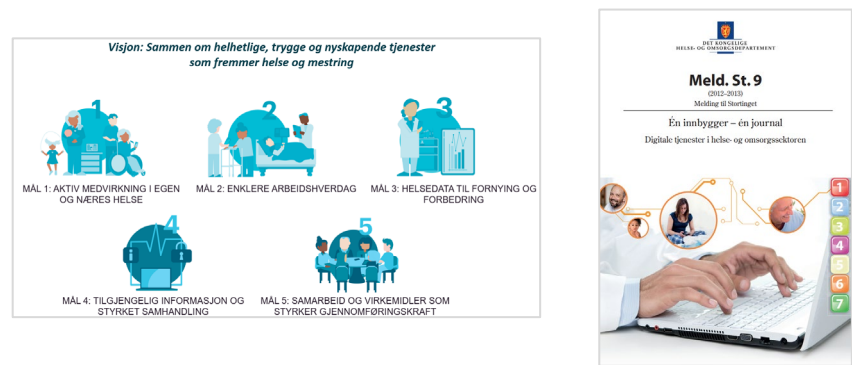 Visjon: Sammen om helhetlige, trygge og nyskapende tjenester
som fremmer helse og mestring
1
MÅL 1: AKTIV MEDVIRKNING I EGEN
OG NÆRES HELSE
2
MÅL 2: ENKLERE ARBEIDSHVERDAG
3
MÅL 3: HELSEDATA TIL FORNYING OG
FORBEDRING
4
MÅL 4: TILGJENGELIG INFORMASJON OG
STYRKET SAMHANDLING
5
MÅL 5: SAMARBEID OG VIRKEMIDLER SOM
STYRKER GJENNOMFØRINGSKRAFT
DET KONGELIGE
HELSE- OG OMSORGSDEPARTEMENT
Meld. St. 9
(2012–2013)
Melding til Stortinget
Én innbygger – én journal
Digitale tjenester i helse- og omsorgssektoren
1
2
3
4
5
6
7